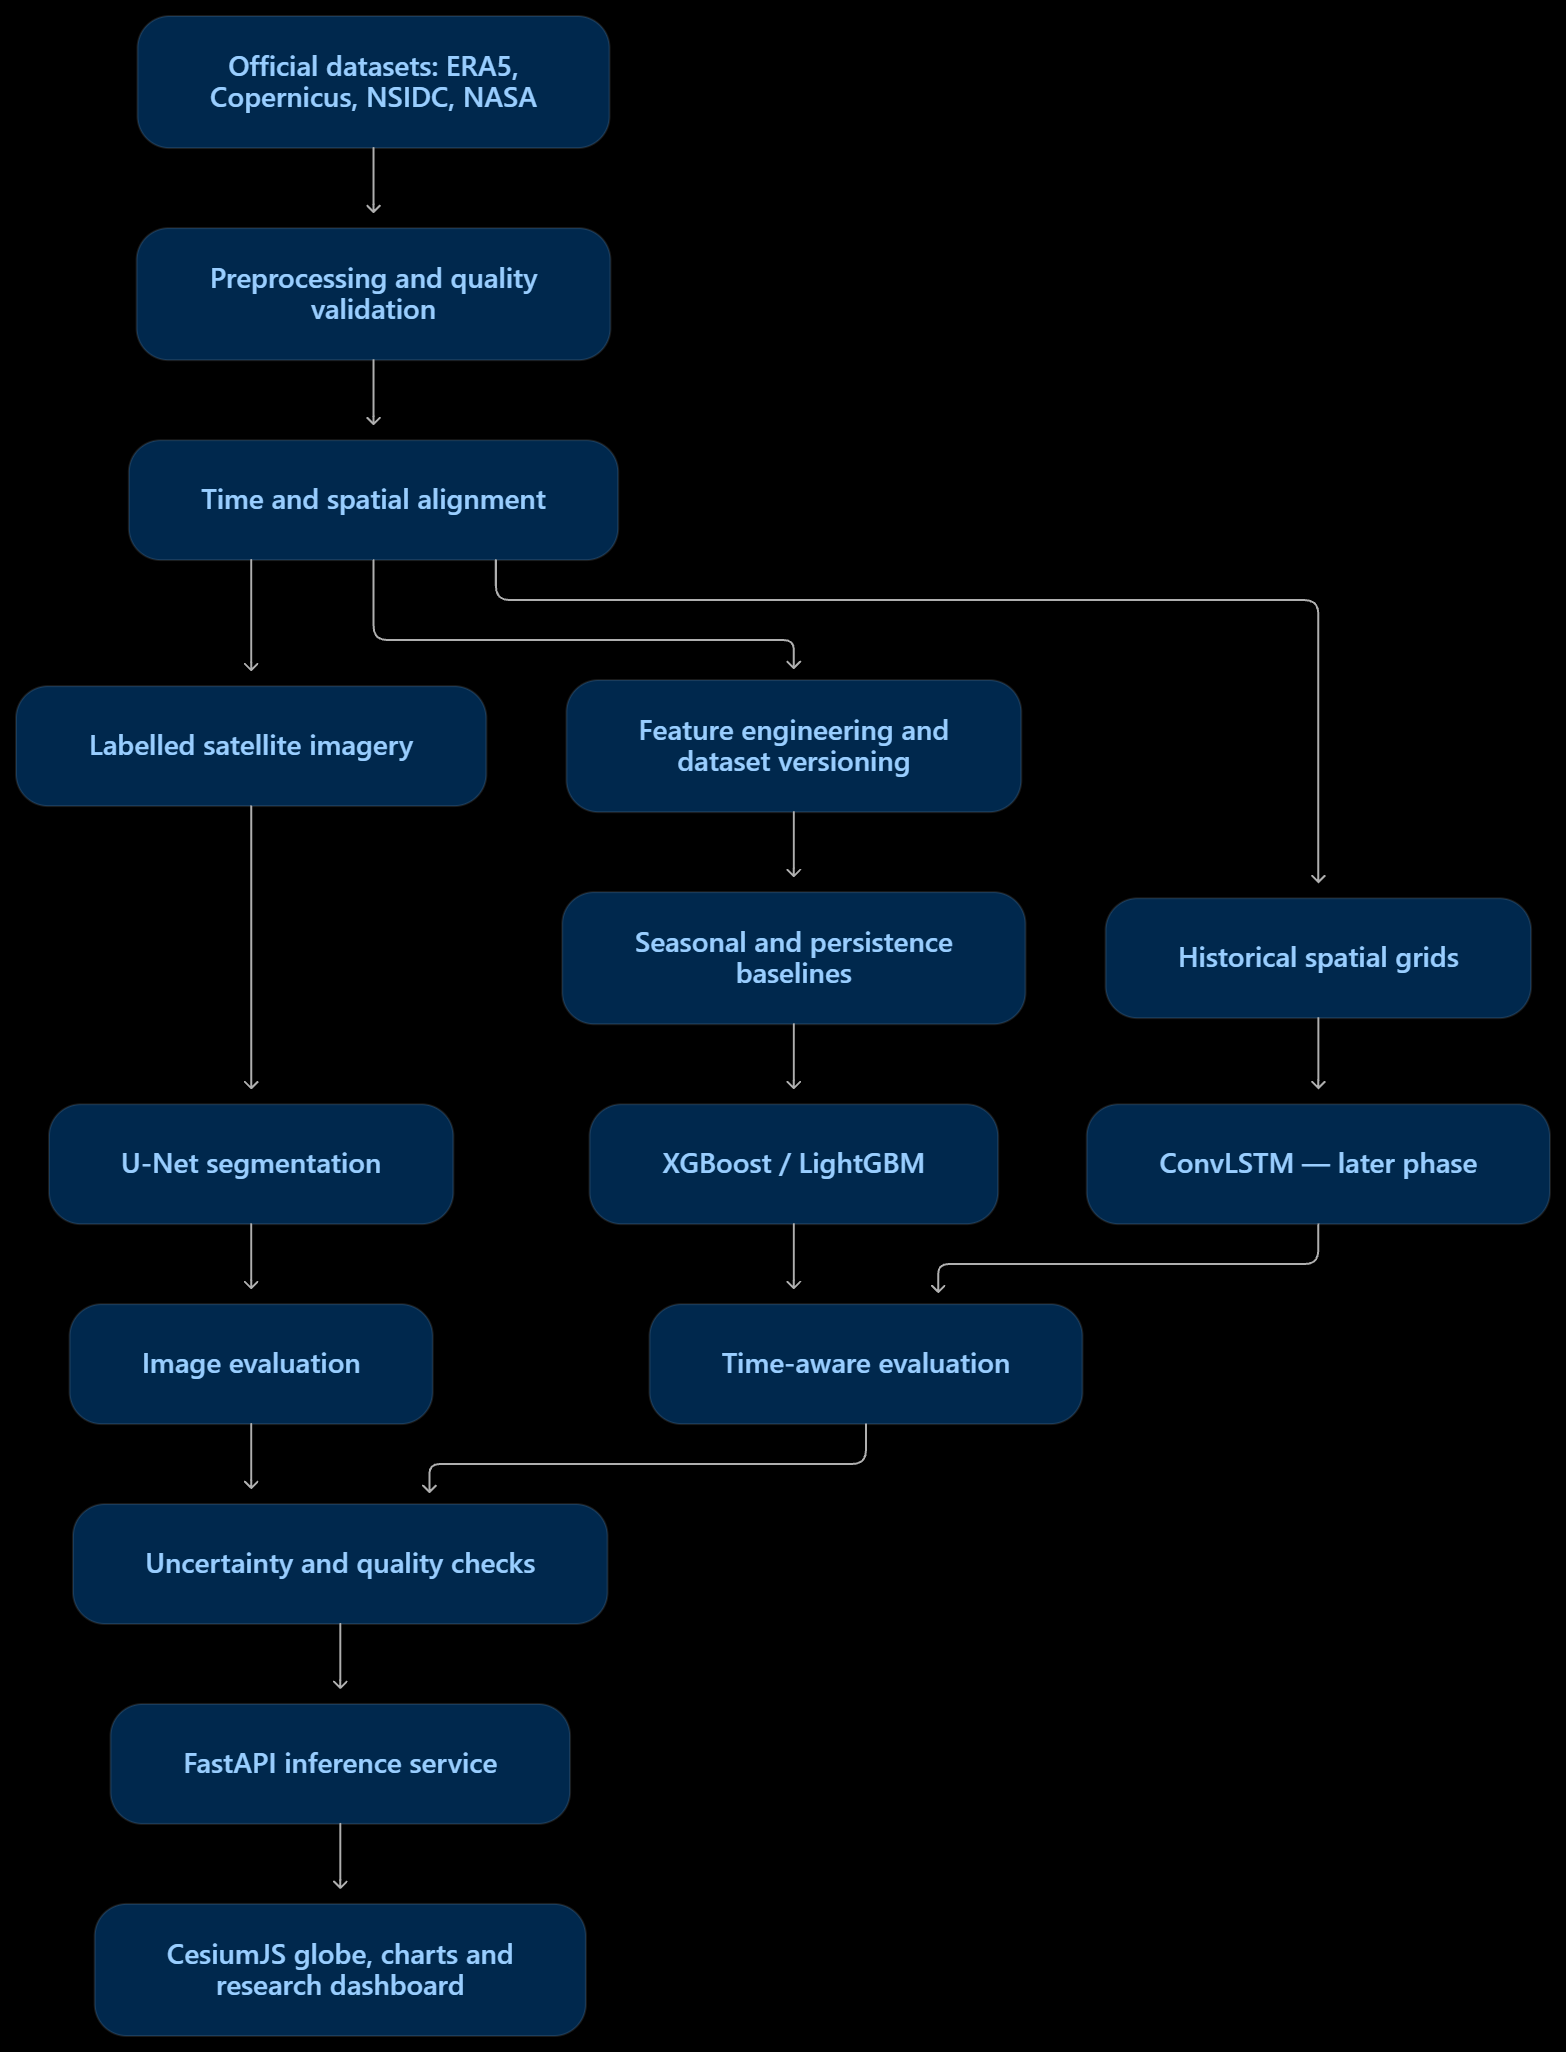 Official datasets: ERA5,
Copernicus, NSIDC, NASA
Preprocessing and quality
validation
Time and spatial alignment
Labelled satellite imagery
Feature engineering and
dataset versioning
Seasonal and persistence
baselines
Historical spatial grids
U-Net segmentation
XGBoost / LightGBM
ConvLSTM — later phase
Image evaluation
Time-aware evaluation
Uncertainty and quality checks
FastAPI inference service
CesiumJS globe, charts and
research dashboard